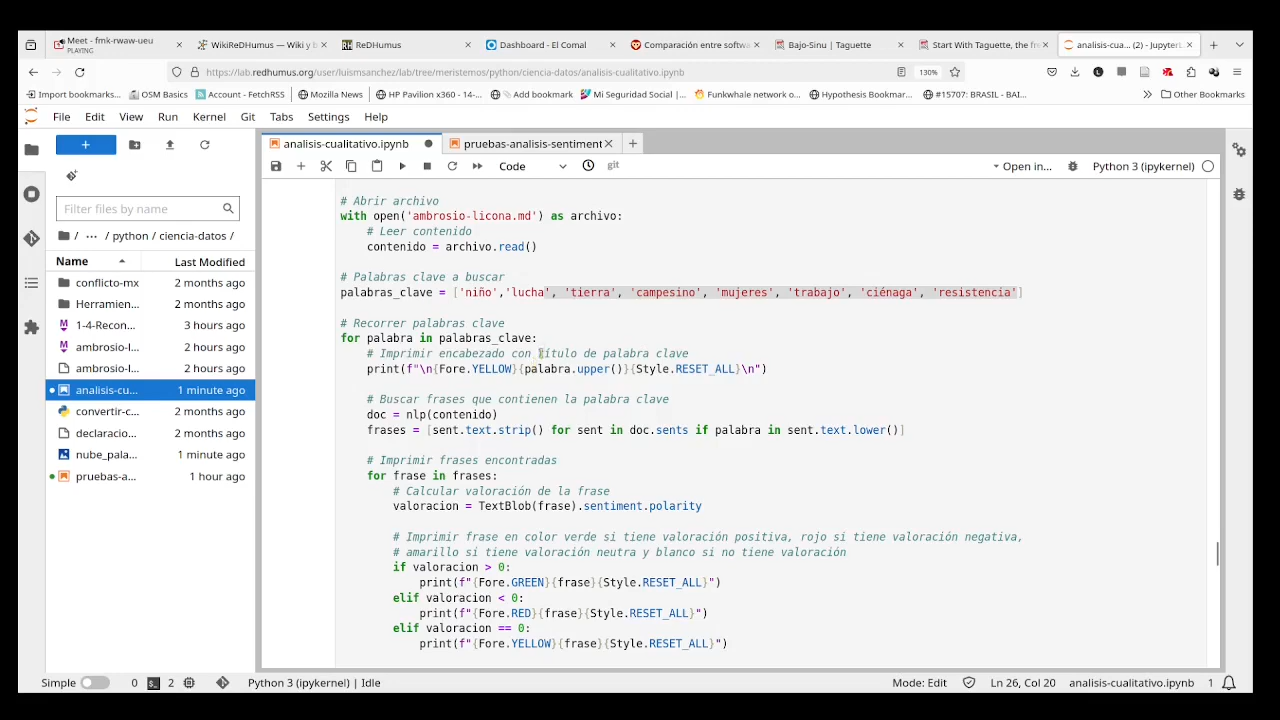 Meet - fmk-rwaw-ueu
PLAYING
WikiReDHumus — Wiki y b
ReDHumus
Dashboard - El Comal
Comparación entre softwa
Bajo-Sinu | Taguette
Start With Taguette, the fre
analisis-cua... (2) - Jupyterl
https://lab.redhumus.org/user/luismsanchez/lab/tree/meristemos/python/ciencia-datos/analisis-cualitativo.ipynb
130%
Import bookmarks...
OSM Basics
Account - FetchRSS
Mozilla News
HP Pavilion x360 - 14-...
Add bookmark
Mi Seguridad Social |...
Funkwhale network o...
Hypothesis Bookmar...
#15707: BRASIL - BAI...
Other Bookmarks
File Edit View Run Kernel Git Tabs Settings Help
analisis-cualitativo.ipynb
pruebas-analisis-sentiment
Code
git
Open in...
Python 3 (ipykernel)
Filter files by name
/ ... / python / ciencia-datos /
Name Last Modified
conflicto-mx 2 months ago
Herramien... 2 months ago
1-4-Recon... 3 hours ago
ambrosio-l... 2 hours ago
ambrosio-l... 2 hours ago
analisis-cu... 1 minute ago
convertir-c... 2 months ago
declaracio... 2 months ago
nube_pala... 1 minute ago
pruebas-a... 1 hour ago
# Abrir archivo
with open('ambrosio-licona.md') as archivo:
# Leer contenido
contenido = archivo.read()
# Palabras clave a buscar
palabras_clave = ['niño','lucha', 'tierra', 'campesino', 'mujeres', 'trabajo', 'ciénaga', 'resistencia']
# Recorrer palabras clave
for palabra in palabras_clave:
# Imprimir encabezado con título de palabra clave
print(f"\n{Fore.YELLOW}{palabra.upper()}{Style.RESET_ALL}\n")
# Buscar frases que contienen la palabra clave
doc = nlp(contenido)
frases = [sent.text.strip() for sent in doc.sents if palabra in sent.text.lower()]
# Imprimir frases encontradas
for frase in frases:
# Calcular valoración de la frase
valoracion = TextBlob(frase).sentiment.polarity
# Imprimir frase en color verde si tiene valoración positiva, rojo si tiene valoración negativa,
# amarillo si tiene valoración neutra y blanco si no tiene valoración
if valoracion > 0:
print(f"{Fore.GREEN}{frase}{Style.RESET_ALL}")
elif valoracion < 0:
print(f"{Fore.RED}{frase}{Style.RESET_ALL}")
elif valoracion == 0:
print(f"{Fore.YELLOW}{frase}{Style.RESET_ALL}")
Simple 0 2 Python 3 (ipykernel) | Idle
Mode: Edit Ln 26, Col 20 analisis-cualitativo.ipynb 1